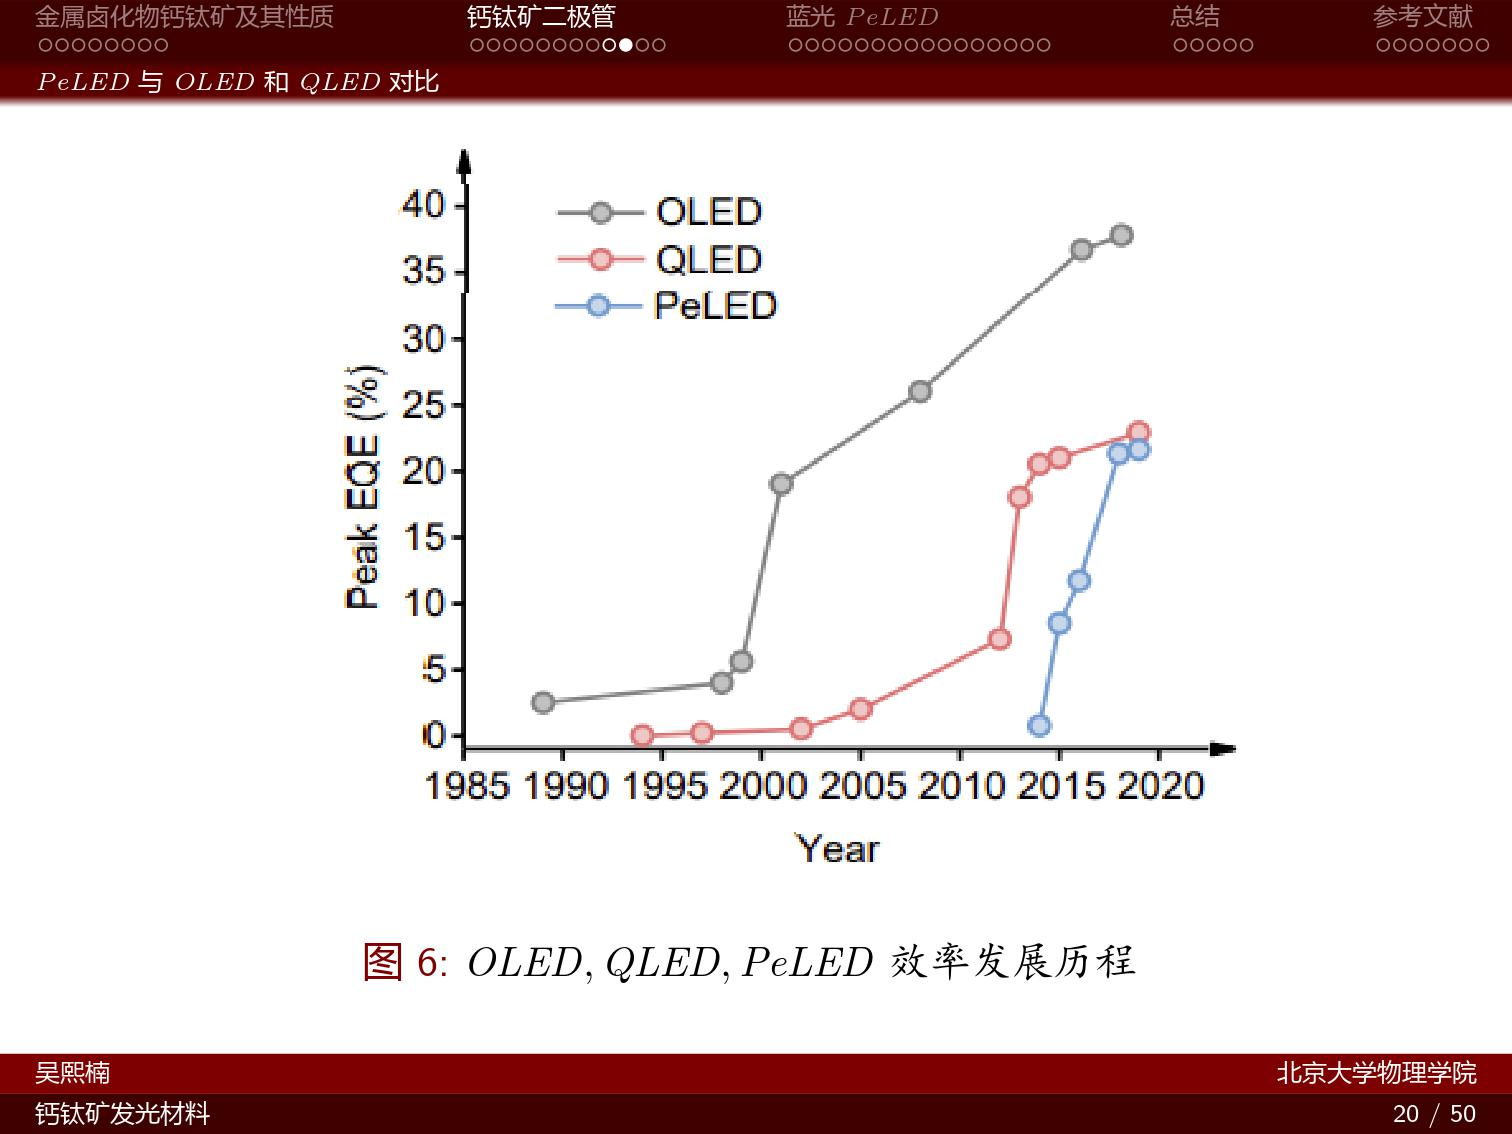 金属卤化物钙钛矿及其性质 钙钛矿二极管 蓝光 PeLED 总结 参考文献
PeLED 与 OLED 和 QLED 对比
OLED
QLED
PeLED
Peak EQE (%)
40
35
30
25
20
15
10
5
0
1985 1990 1995 2000 2005 2010 2015 2020
Year
图 6: OLED, QLED, PeLED 效率发展历程
吴熙楠 北京大学物理学院
钙钛矿发光材料 20 / 50